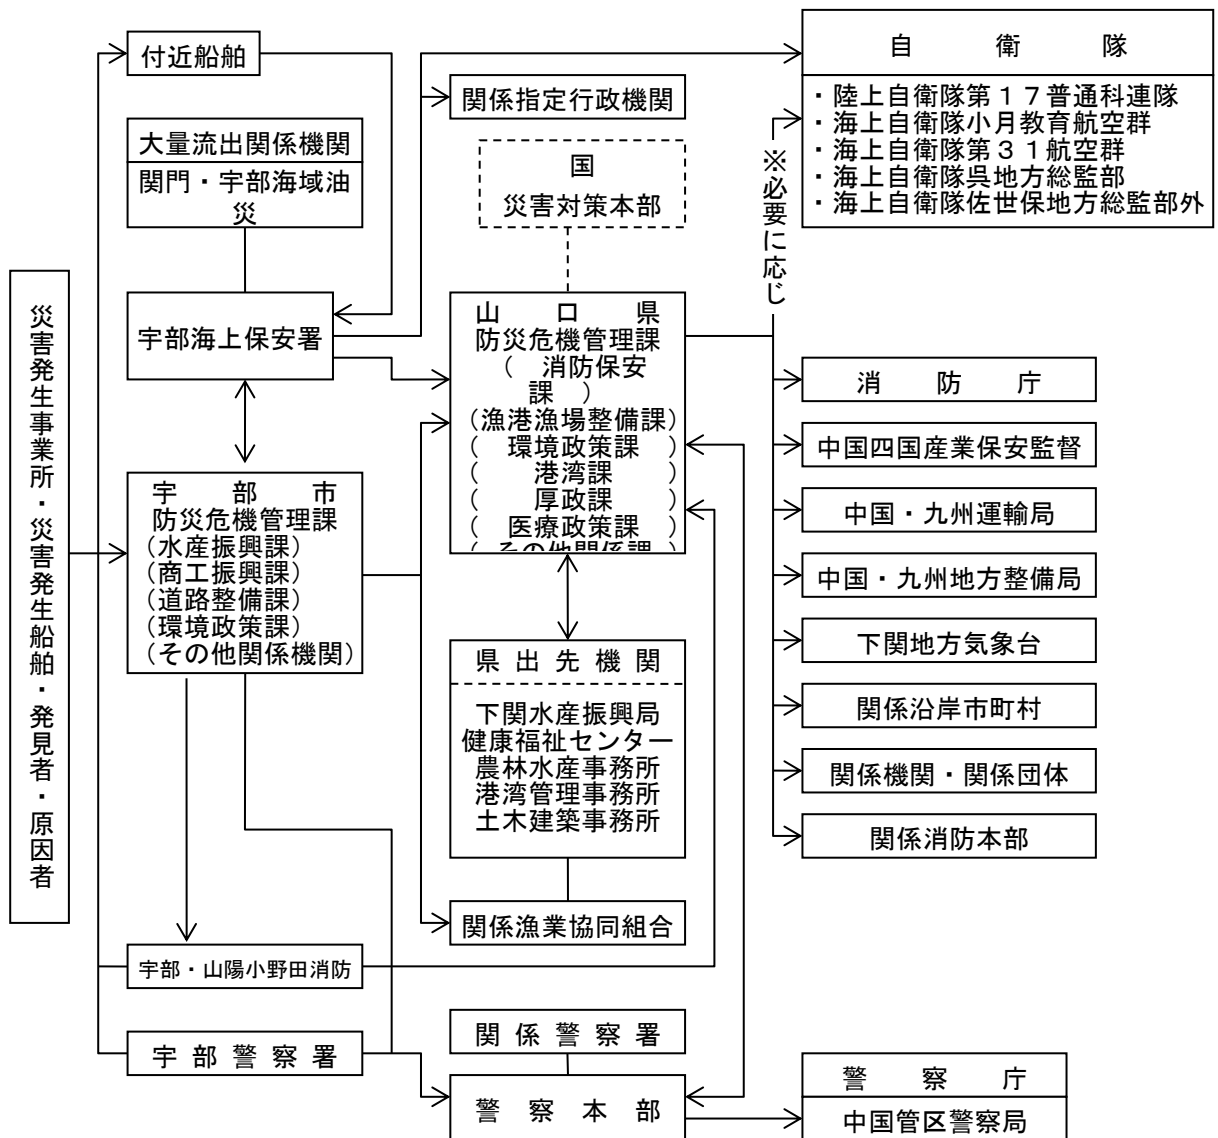 付近船舶
大量流出関係機関
関門・宇部海域油
災
災害発生事業所・災害発生船舶・発見者・原因者
宇部海上保安署
宇　部　市
防災危機管理課
(水産振興課)
(商工振興課)
(道路整備課)
(環境政策課)
(その他関係機関)
宇部・山陽小野田消防
宇部警察署
関係指定行政機関
国
災害対策本部
山　口　県
防災危機管理課
(　消防保安
課　)
(漁港漁場整備課)
(　環境政策課　)
(　港湾課　)
(　厚政課　)
(　医療政策課　)
(　その他関係課　)
県出先機関
下関水産振興局
健康福祉センター
農林水産事務所
港湾管理事務所
土木建築事務所
関係漁業協同組合
関係警察署
警察本部
自　衛　隊
・陸上自衛隊第１７普通科連隊
・海上自衛隊小月教育航空群
・海上自衛隊第３１航空群
・海上自衛隊呉地方総監部
・海上自衛隊佐世保地方総監部外
※必要に応じ
消　防　庁
中国四国産業保安監督
中国・九州運輸局
中国・九州地方整備局
下関地方気象台
関係沿岸市町村
関係機関・関係団体
関係消防本部
警　察　庁
中国管区警察局